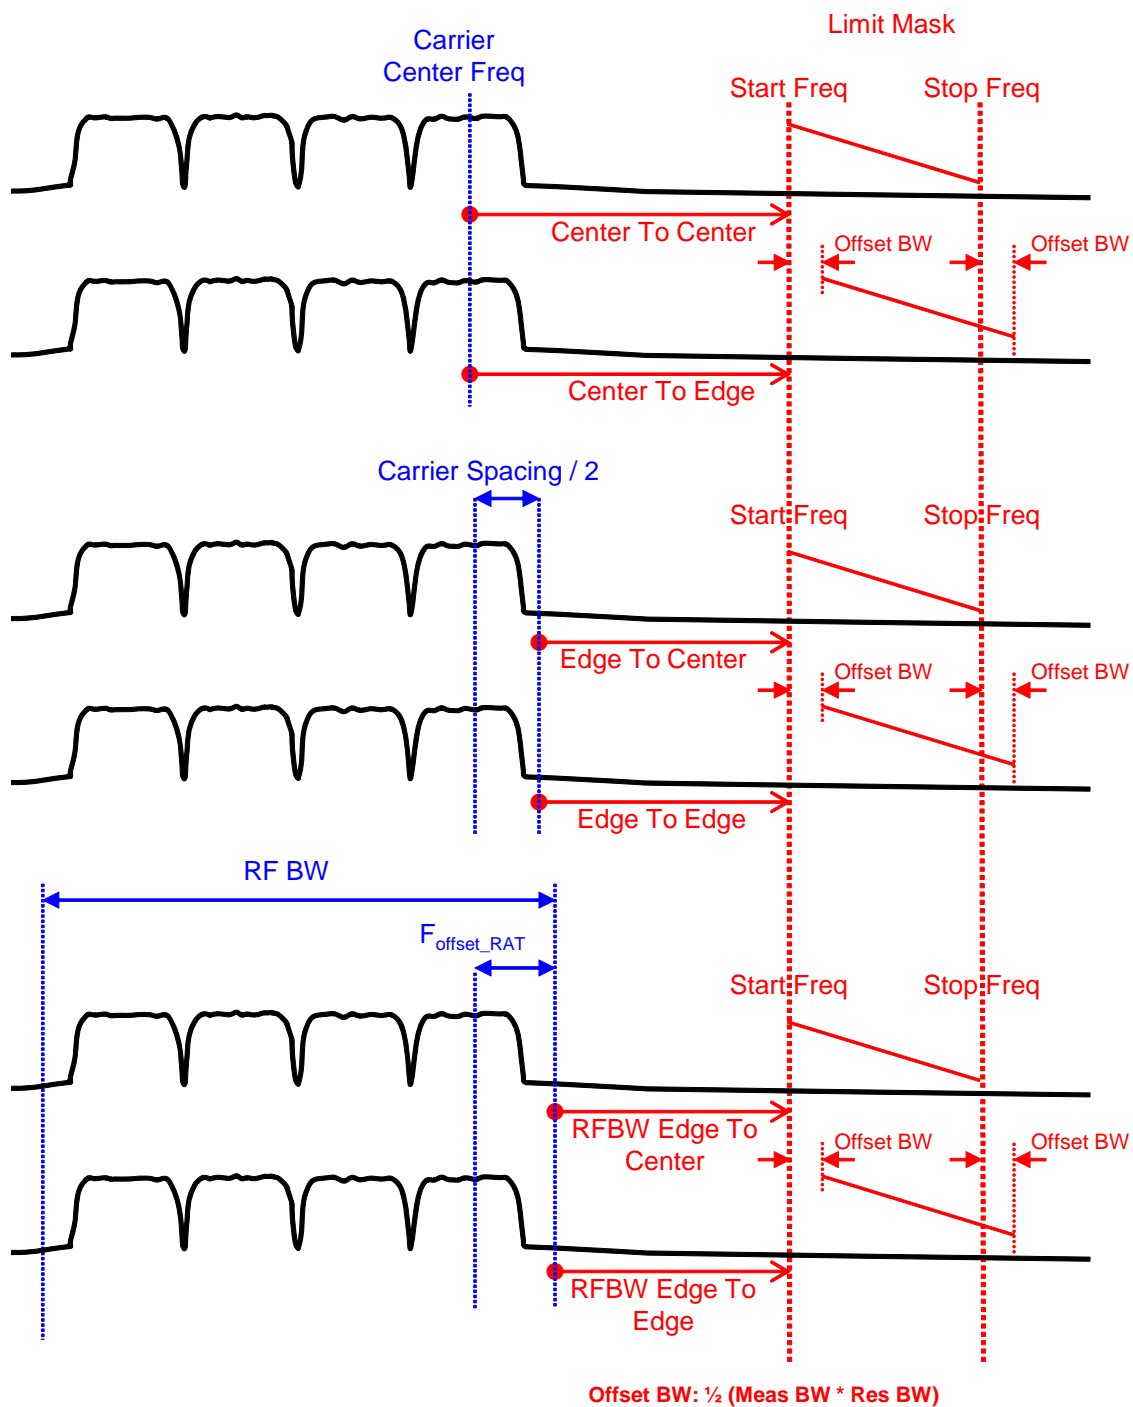 Limit Mask
Carrier
Center Freq
Start Freq
Stop Freq
Center To Center
Offset BW
Offset BW
Center To Edge
Carrier Spacing / 2
Start Freq
Stop Freq
Edge To Center
Offset BW
Offset BW
Edge To Edge
RF BW
Foffset_RAT
Start Freq
Stop Freq
RFBW Edge To
Center
Offset BW
Offset BW
RFBW Edge To
Edge
Offset BW: ½ (Meas BW * Res BW)